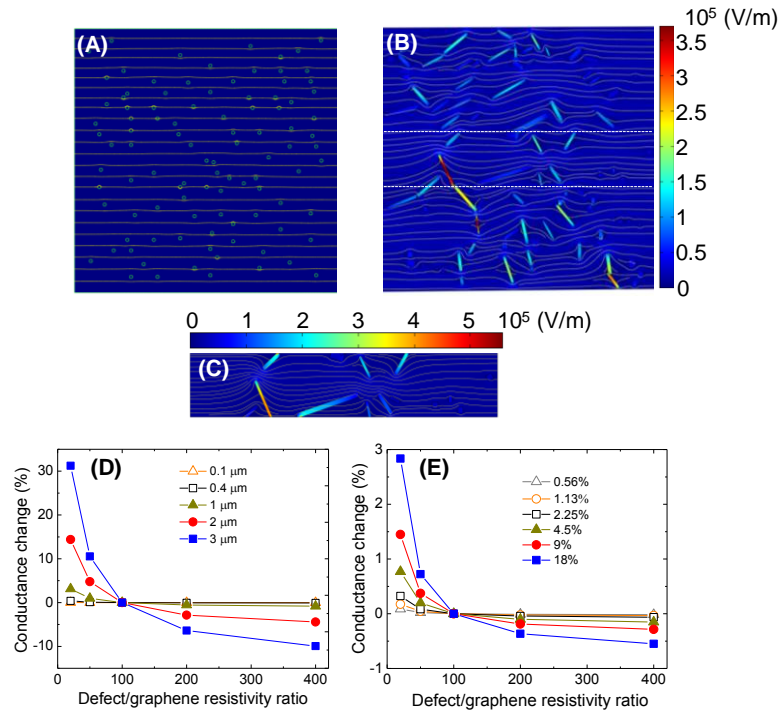 (A)
(B)
10⁵ (V/m)
3.5
3
2.5
2
1.5
1
0.5
0
0 1 2 3 4 5 10⁵ (V/m)
(C)
(D)
Conductance change (%)
30
20
10
0
-10
0.1 μm
0.4 μm
1 μm
2 μm
3 μm
0 100 200 300 400
Defect/graphene resistivity ratio
(E)
Conductance change (%)
3
2
1
0
-1
0.56%
1.13%
2.25%
4.5%
9%
18%
0 100 200 300 400
Defect/graphene resistivity ratio